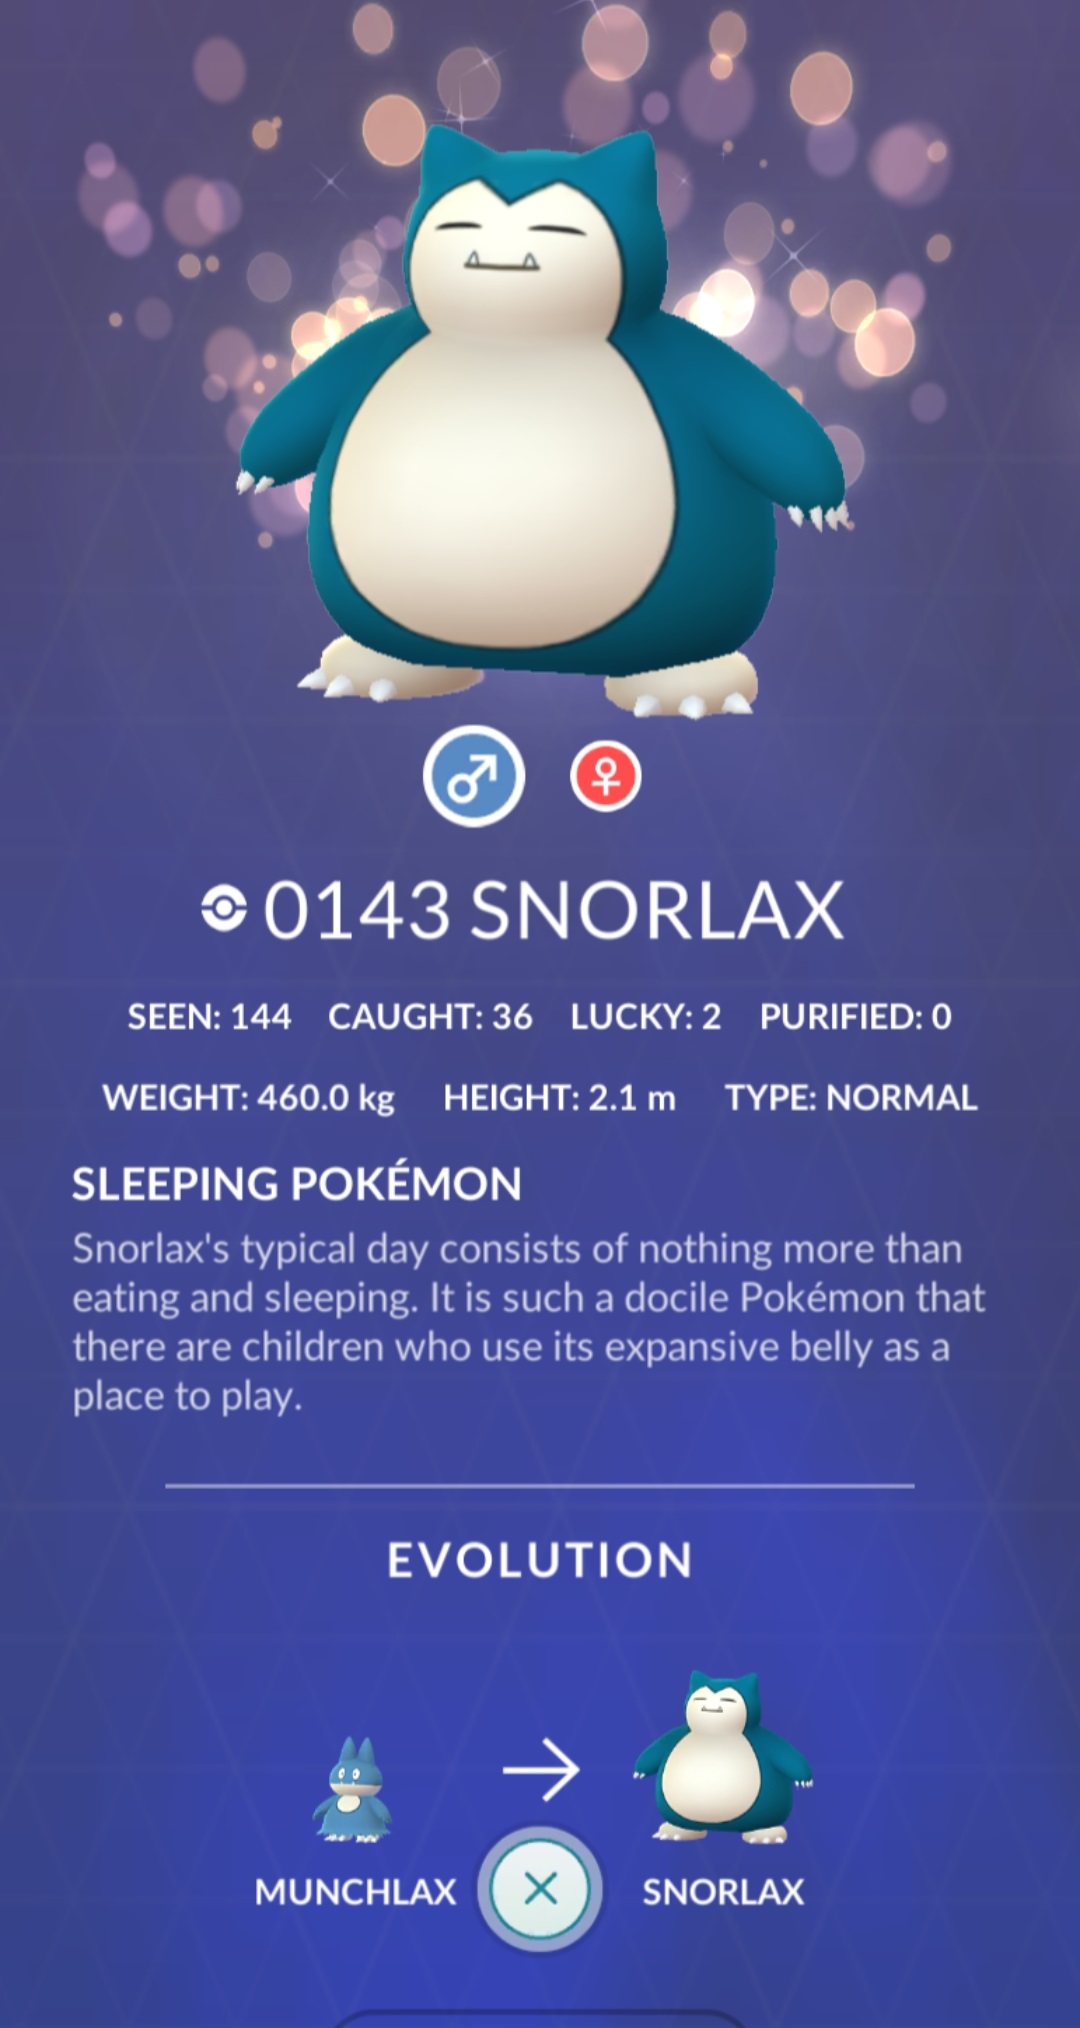 0143 SNORLAX
SEEN: 144 CAUGHT: 36 LUCKY: 2 PURIFIED: 0
WEIGHT: 460.0 kg HEIGHT: 2.1 m TYPE: NORMAL
SLEEPING POKÉMON
Snorlax's typical day consists of nothing more than
eating and sleeping. It is such a docile Pokémon that
there are children who use its expansive belly as a
place to play.
EVOLUTION
MUNCHLAX SNORLAX